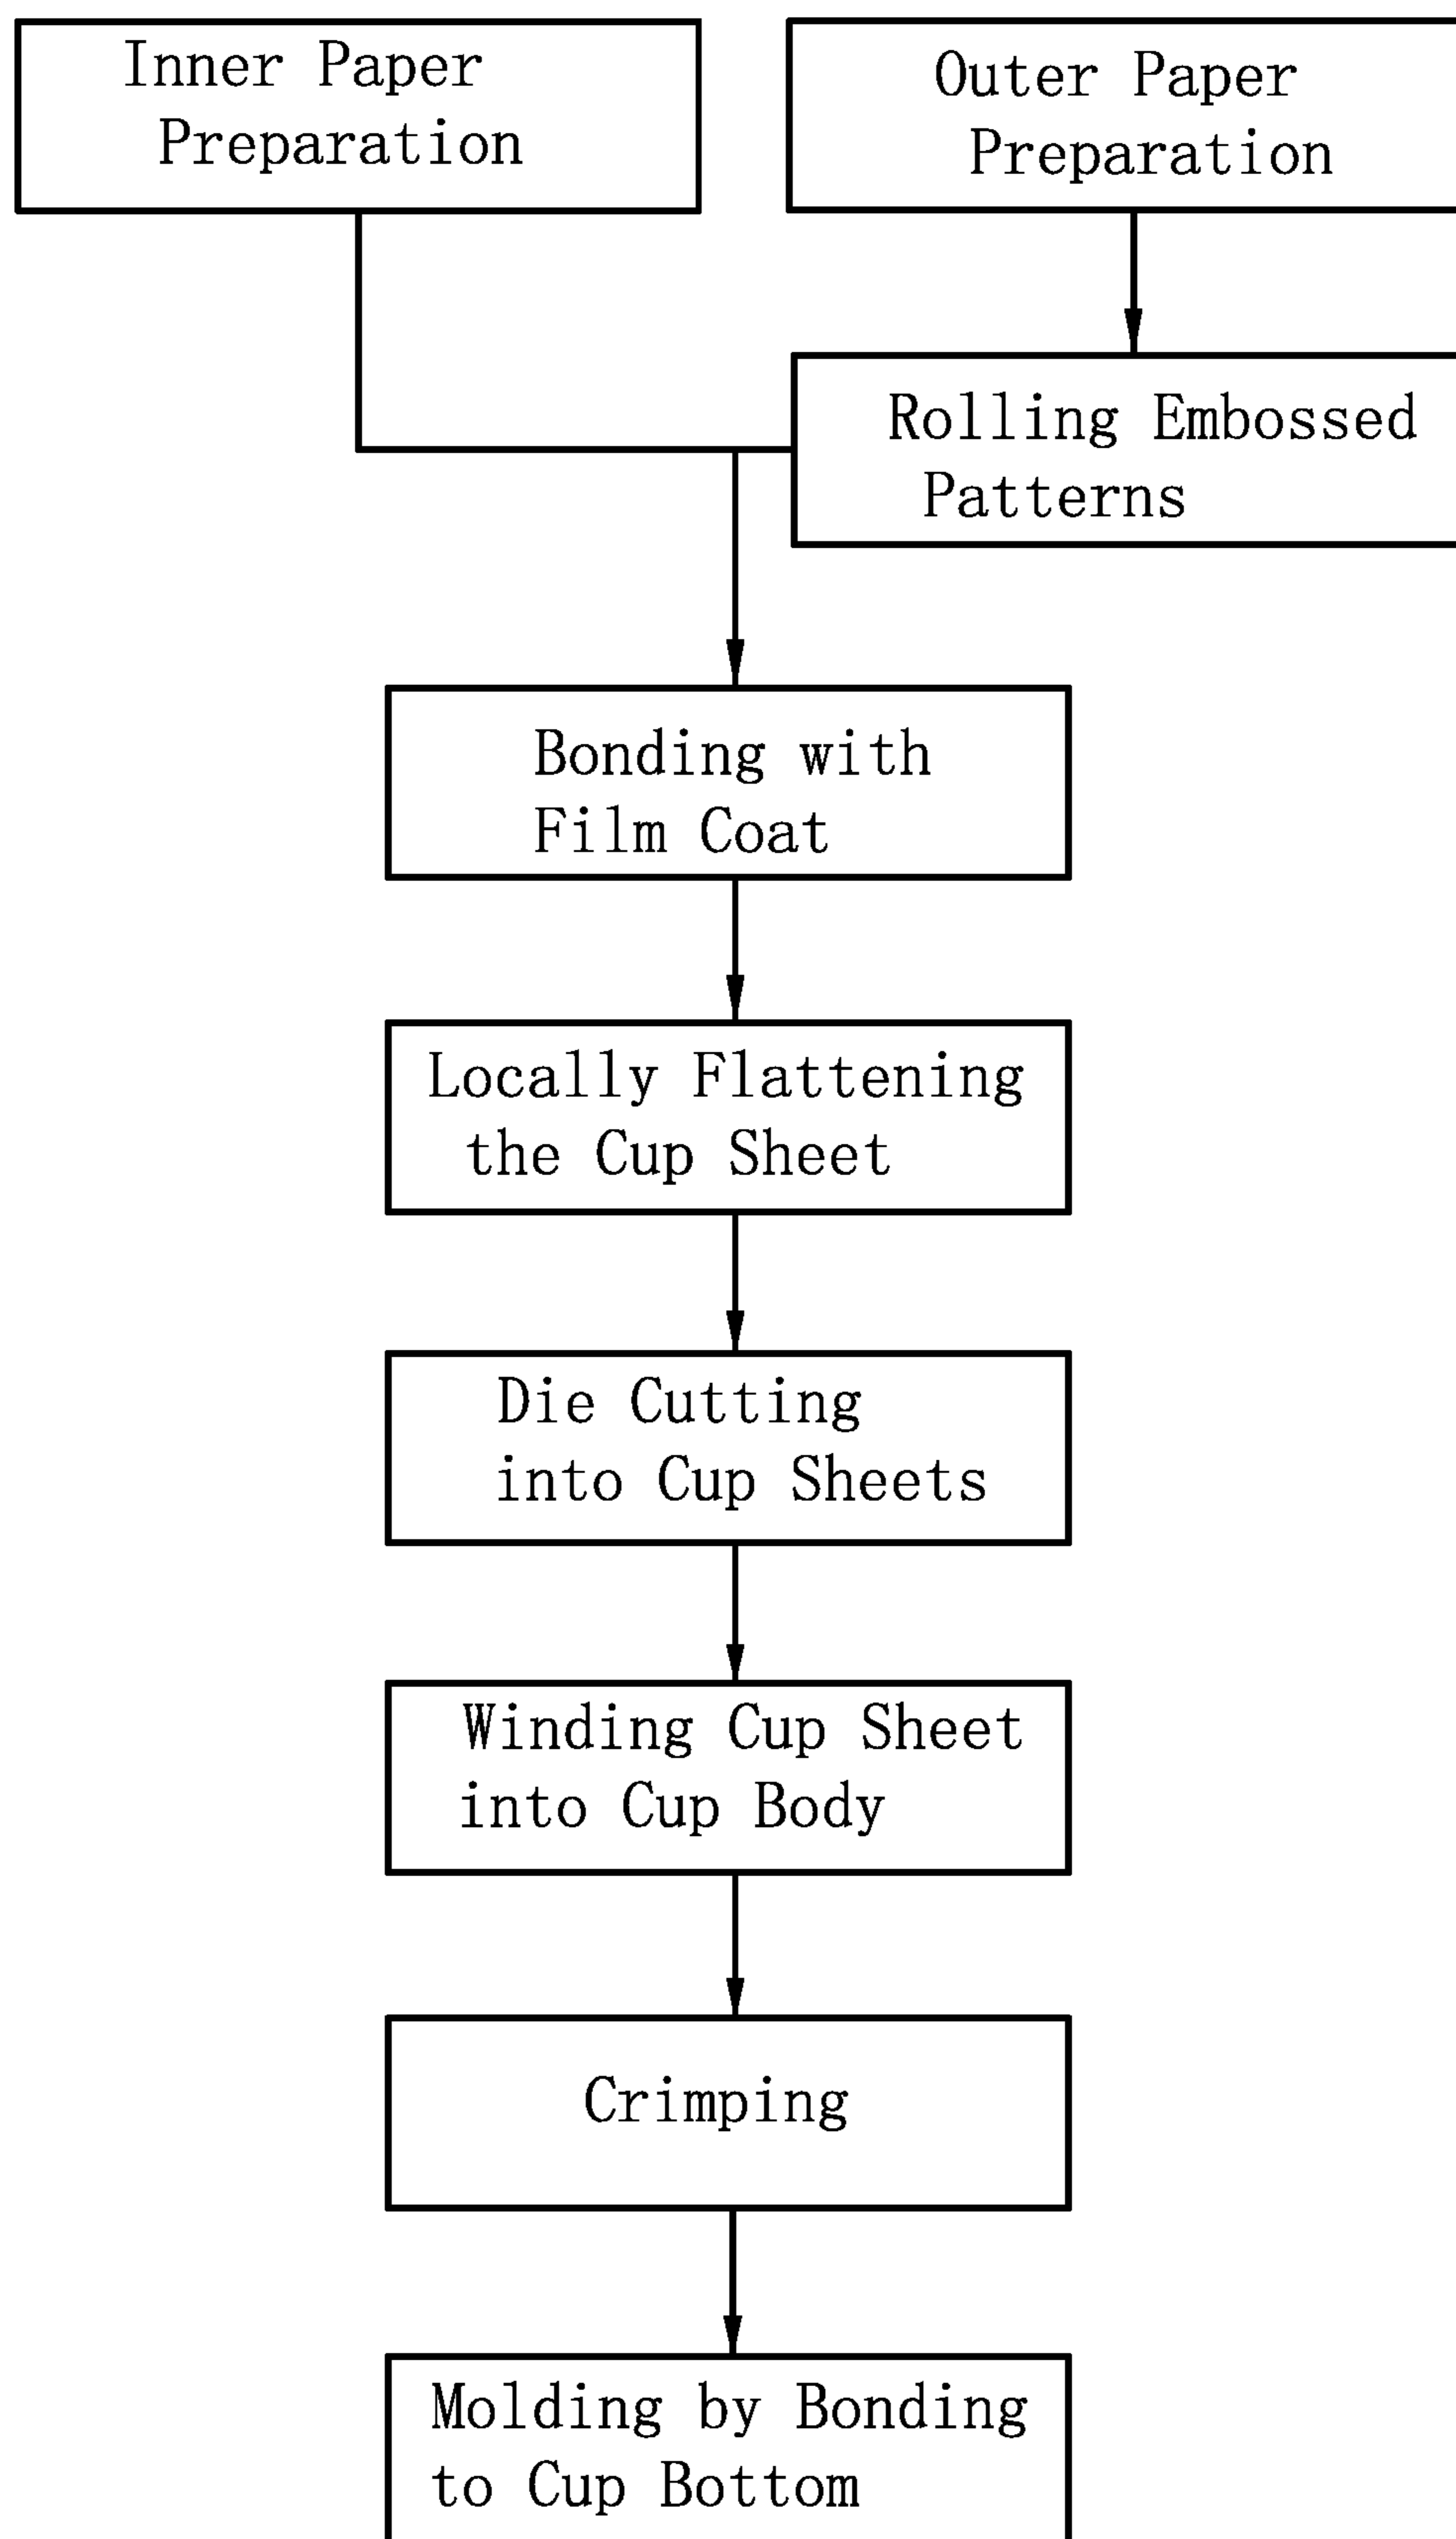 Inner Paper
Preparation
Outer Paper
Preparation
Rolling Embossed
Patterns
Bonding with
Film Coat
Locally Flattening
the Cup Sheet
Die Cutting
into Cup Sheets
Winding Cup Sheet
into Cup Body
Crimping
Molding by Bonding
to Cup Bottom